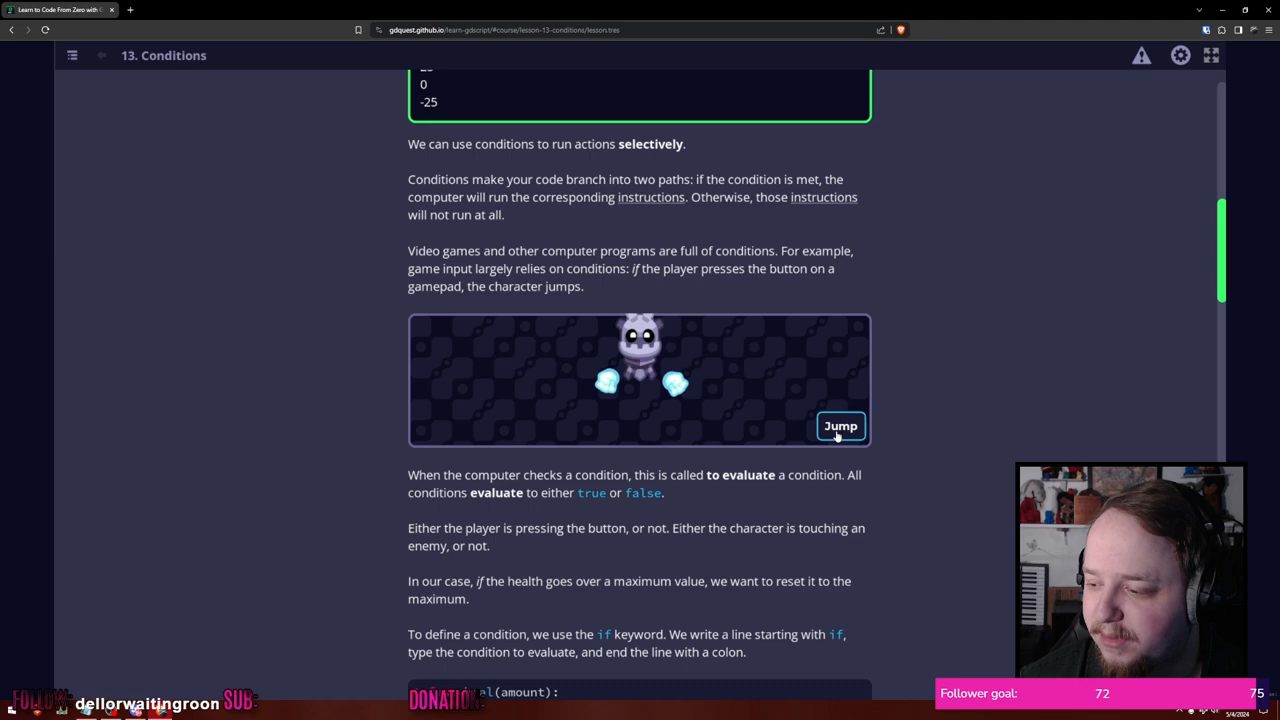 Learn to Code From Zero with
gdquest.github.io/learn-gdscript/#course/lesson-13-conditions/lesson.tres
13. Conditions
0
-25
We can use conditions to run actions selectively.
Conditions make your code branch into two paths: if the condition is met, the
computer will run the corresponding instructions. Otherwise, those instructions
will not run at all.
Video games and other computer programs are full of conditions. For example,
game input largely relies on conditions: if the player presses the button on a
gamepad, the character jumps.
Jump
When the computer checks a condition, this is called to evaluate a condition. All
conditions evaluate to either true or false.
Either the player is pressing the button, or not. Either the character is touching an
enemy, or not.
In our case, if the health goes over a maximum value, we want to reset it to the
maximum.
To define a condition, we use the if keyword. We write a line starting with if,
type the condition to evaluate, and end the line with a colon.
(amount):
FOLLOW: dellorwaitingroon SUB: DONATION:
Follower goal: 72 75
5/4/2024